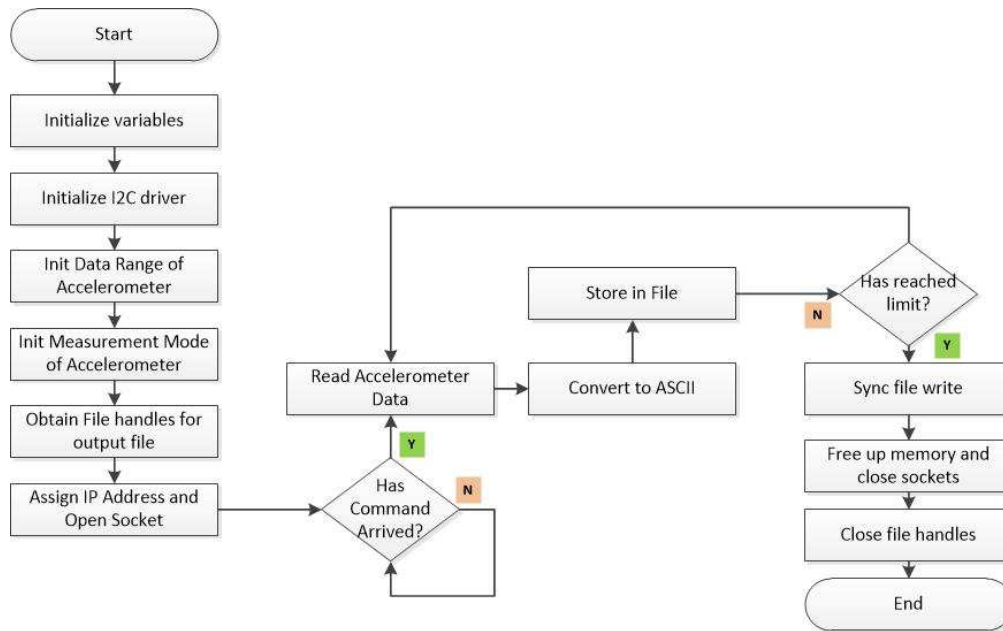 Start
Initialize variables
Initialize I2C driver
Init Data Range of
Accelerometer
Init Measurement Mode
of Accelerometer
Obtain File handles for
output file
Assign IP Address and
Open Socket
Has
Command
Arrived?
N
Y
Read Accelerometer
Data
Convert to ASCII
Store in File
N
Has reached
limit?
Y
Sync file write
Free up memory and
close sockets
Close file handles
End